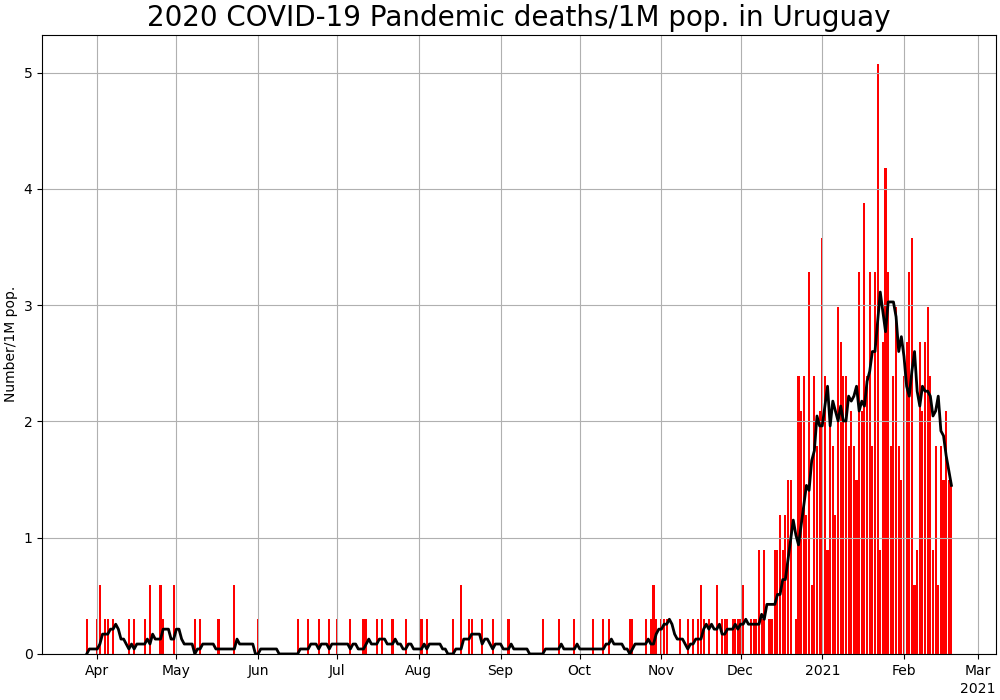 2020 COVID-19 Pandemic deaths/1M pop. in Uruguay
Number/1M pop.
5
4
3
2
1
0
Apr May Jun Jul Aug Sep Oct Nov Dec 2021 Feb Mar
2021